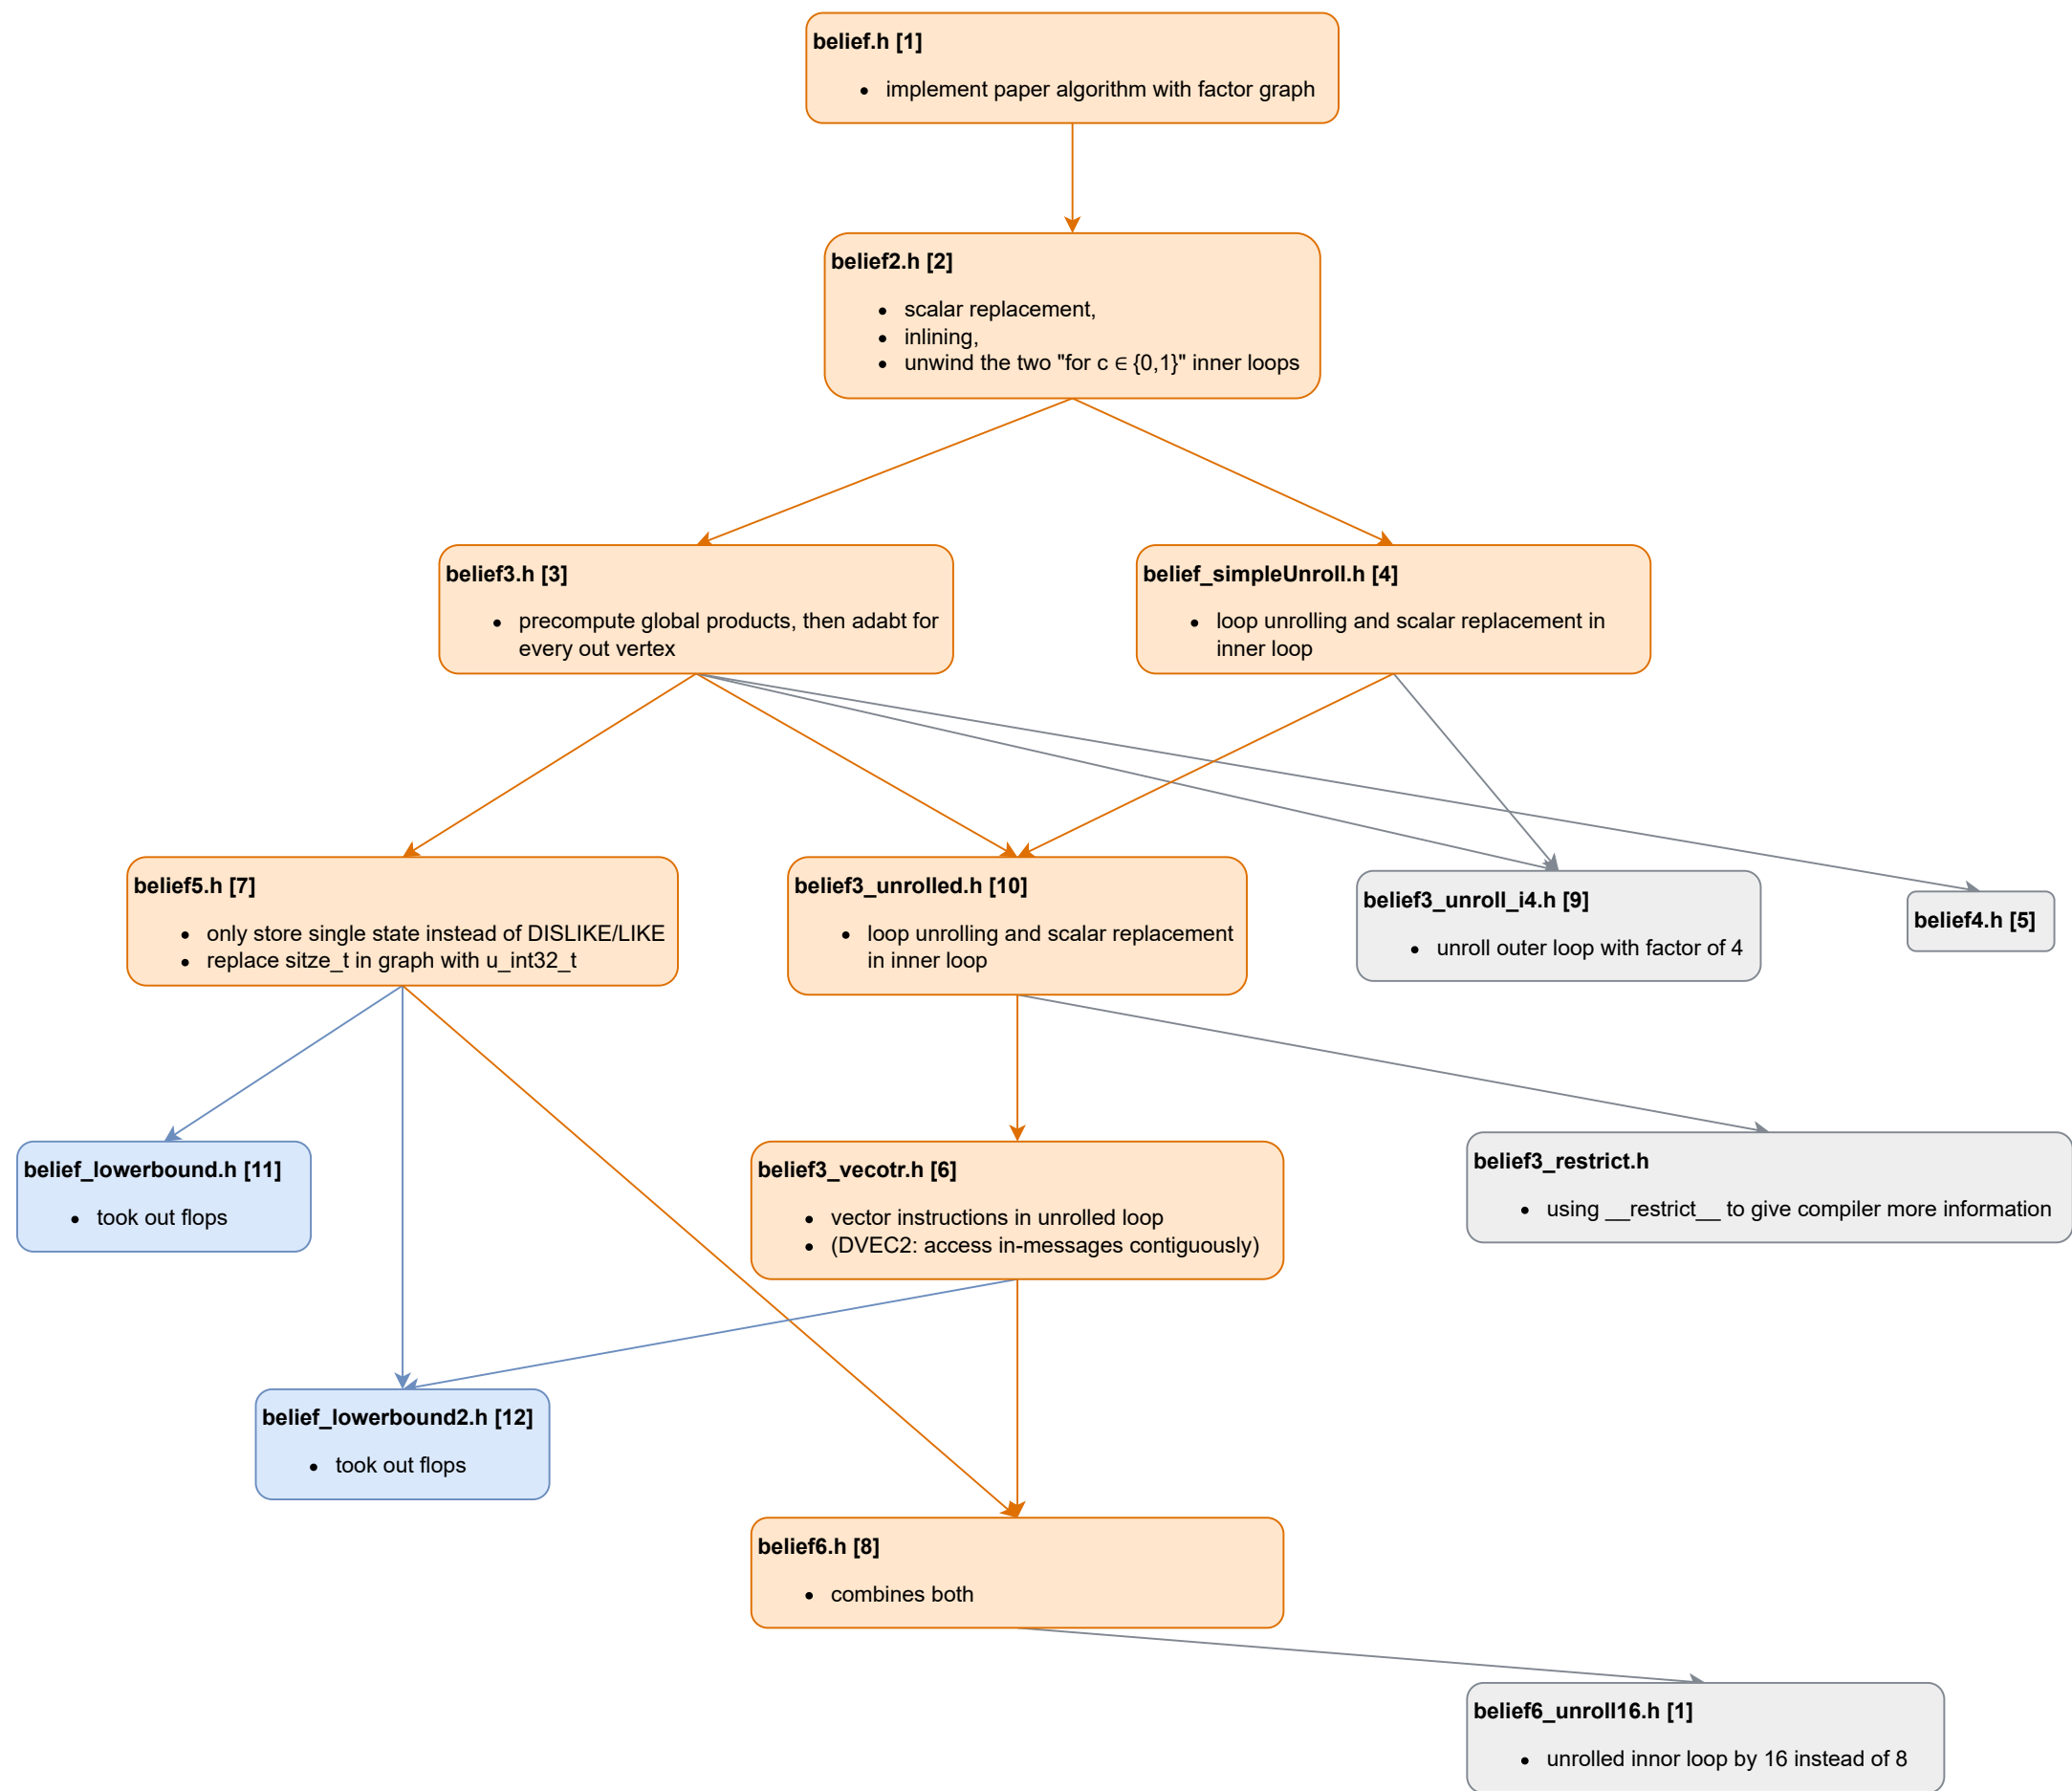 belief.h [1]
• implement paper algorithm with factor graph
belief2.h [2]
• scalar replacement,
• inlining,
• unwind the two "for c ∈ {0,1}" inner loops
belief3.h [3]
• precompute global products, then adabt for
every out vertex
belief_simpleUnroll.h [4]
• loop unrolling and scalar replacement in
inner loop
belief5.h [7]
• only store single state instead of DISLIKE/LIKE
• replace sitze_t in graph with u_int32_t
belief3_unrolled.h [10]
• loop unrolling and scalar replacement
in inner loop
belief3_unroll_i4.h [9]
• unroll outer loop with factor of 4
belief4.h [5]
belief_lowerbound.h [11]
• took out flops
belief3_vecotr.h [6]
• vector instructions in unrolled loop
• (DVEC2: access in-messages contiguously)
belief3_restrict.h
• using __restrict__ to give compiler more information
belief_lowerbound2.h [12]
• took out flops
belief6.h [8]
• combines both
belief6_unroll16.h [1]
• unrolled innor loop by 16 instead of 8